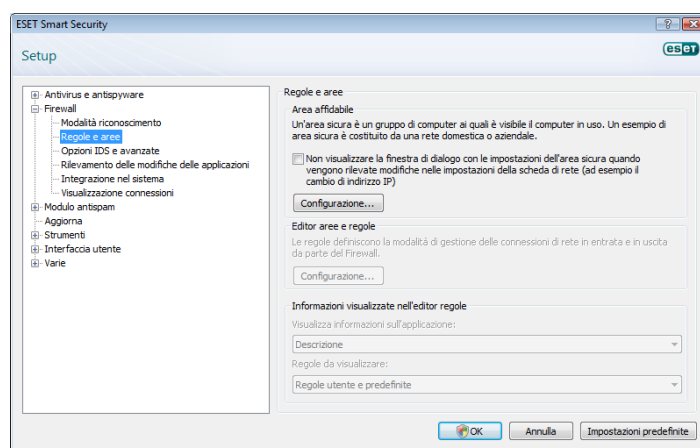 ESET Smart Security
Setup
eset
Antivirus e antispyware
Firewall
Modalità riconoscimento
Regole e aree
Opzioni IDS e avanzate
Rilevamento delle modifiche delle applicazioni
Integrazione nel sistema
Visualizzazione connessioni
Modulo antispam
Aggiorna
Strumenti
Interfaccia utente
Varie
Regole e aree
Area affidabile
Un'area sicura è un gruppo di computer ai quali è visibile il computer in uso. Un esempio di
area sicura è costituito da una rete domestica o aziendale.
Non visualizzare la finestra di dialogo con le impostazioni dell'area sicura quando
vengono rilevate modifiche nelle impostazioni della scheda di rete (ad esempio il
cambio di indirizzo IP)
Configurazione...
Editor aree e regole
Le regole definiscono la modalità di gestione delle connessioni di rete in entrata e in uscita
da parte del Firewall.
Configurazione...
Informazioni visualizzate nell'editor regole
Visualizza informazioni sull'applicazione:
Descrizione
Regole da visualizzare:
Regole utente e predefinite
OK
Annulla
Impostazioni predefinite